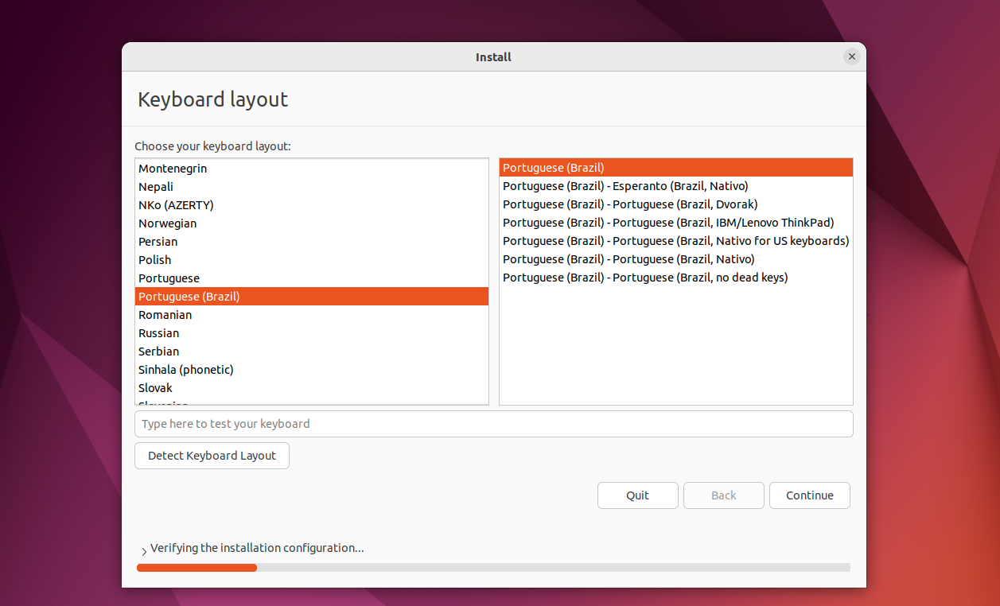 Install
Keyboard layout
Choose your keyboard layout:
Montenegrin
Nepali
NKo (AZERTY)
Norwegian
Persian
Polish
Portuguese
Portuguese (Brazil)
Romanian
Russian
Serbian
Sinhala (phonetic)
Slovak
Slovenian
Portuguese (Brazil)
Portuguese (Brazil) - Esperanto (Brazil, Nativo)
Portuguese (Brazil) - Portuguese (Brazil, Dvorak)
Portuguese (Brazil) - Portuguese (Brazil, IBM/Lenovo ThinkPad)
Portuguese (Brazil) - Portuguese (Brazil, Nativo for US keyboards)
Portuguese (Brazil) - Portuguese (Brazil, Nativo)
Portuguese (Brazil) - Portuguese (Brazil, no dead keys)
Type here to test your keyboard
Detect Keyboard Layout
Quit Back Continue
Verifying the installation configuration...